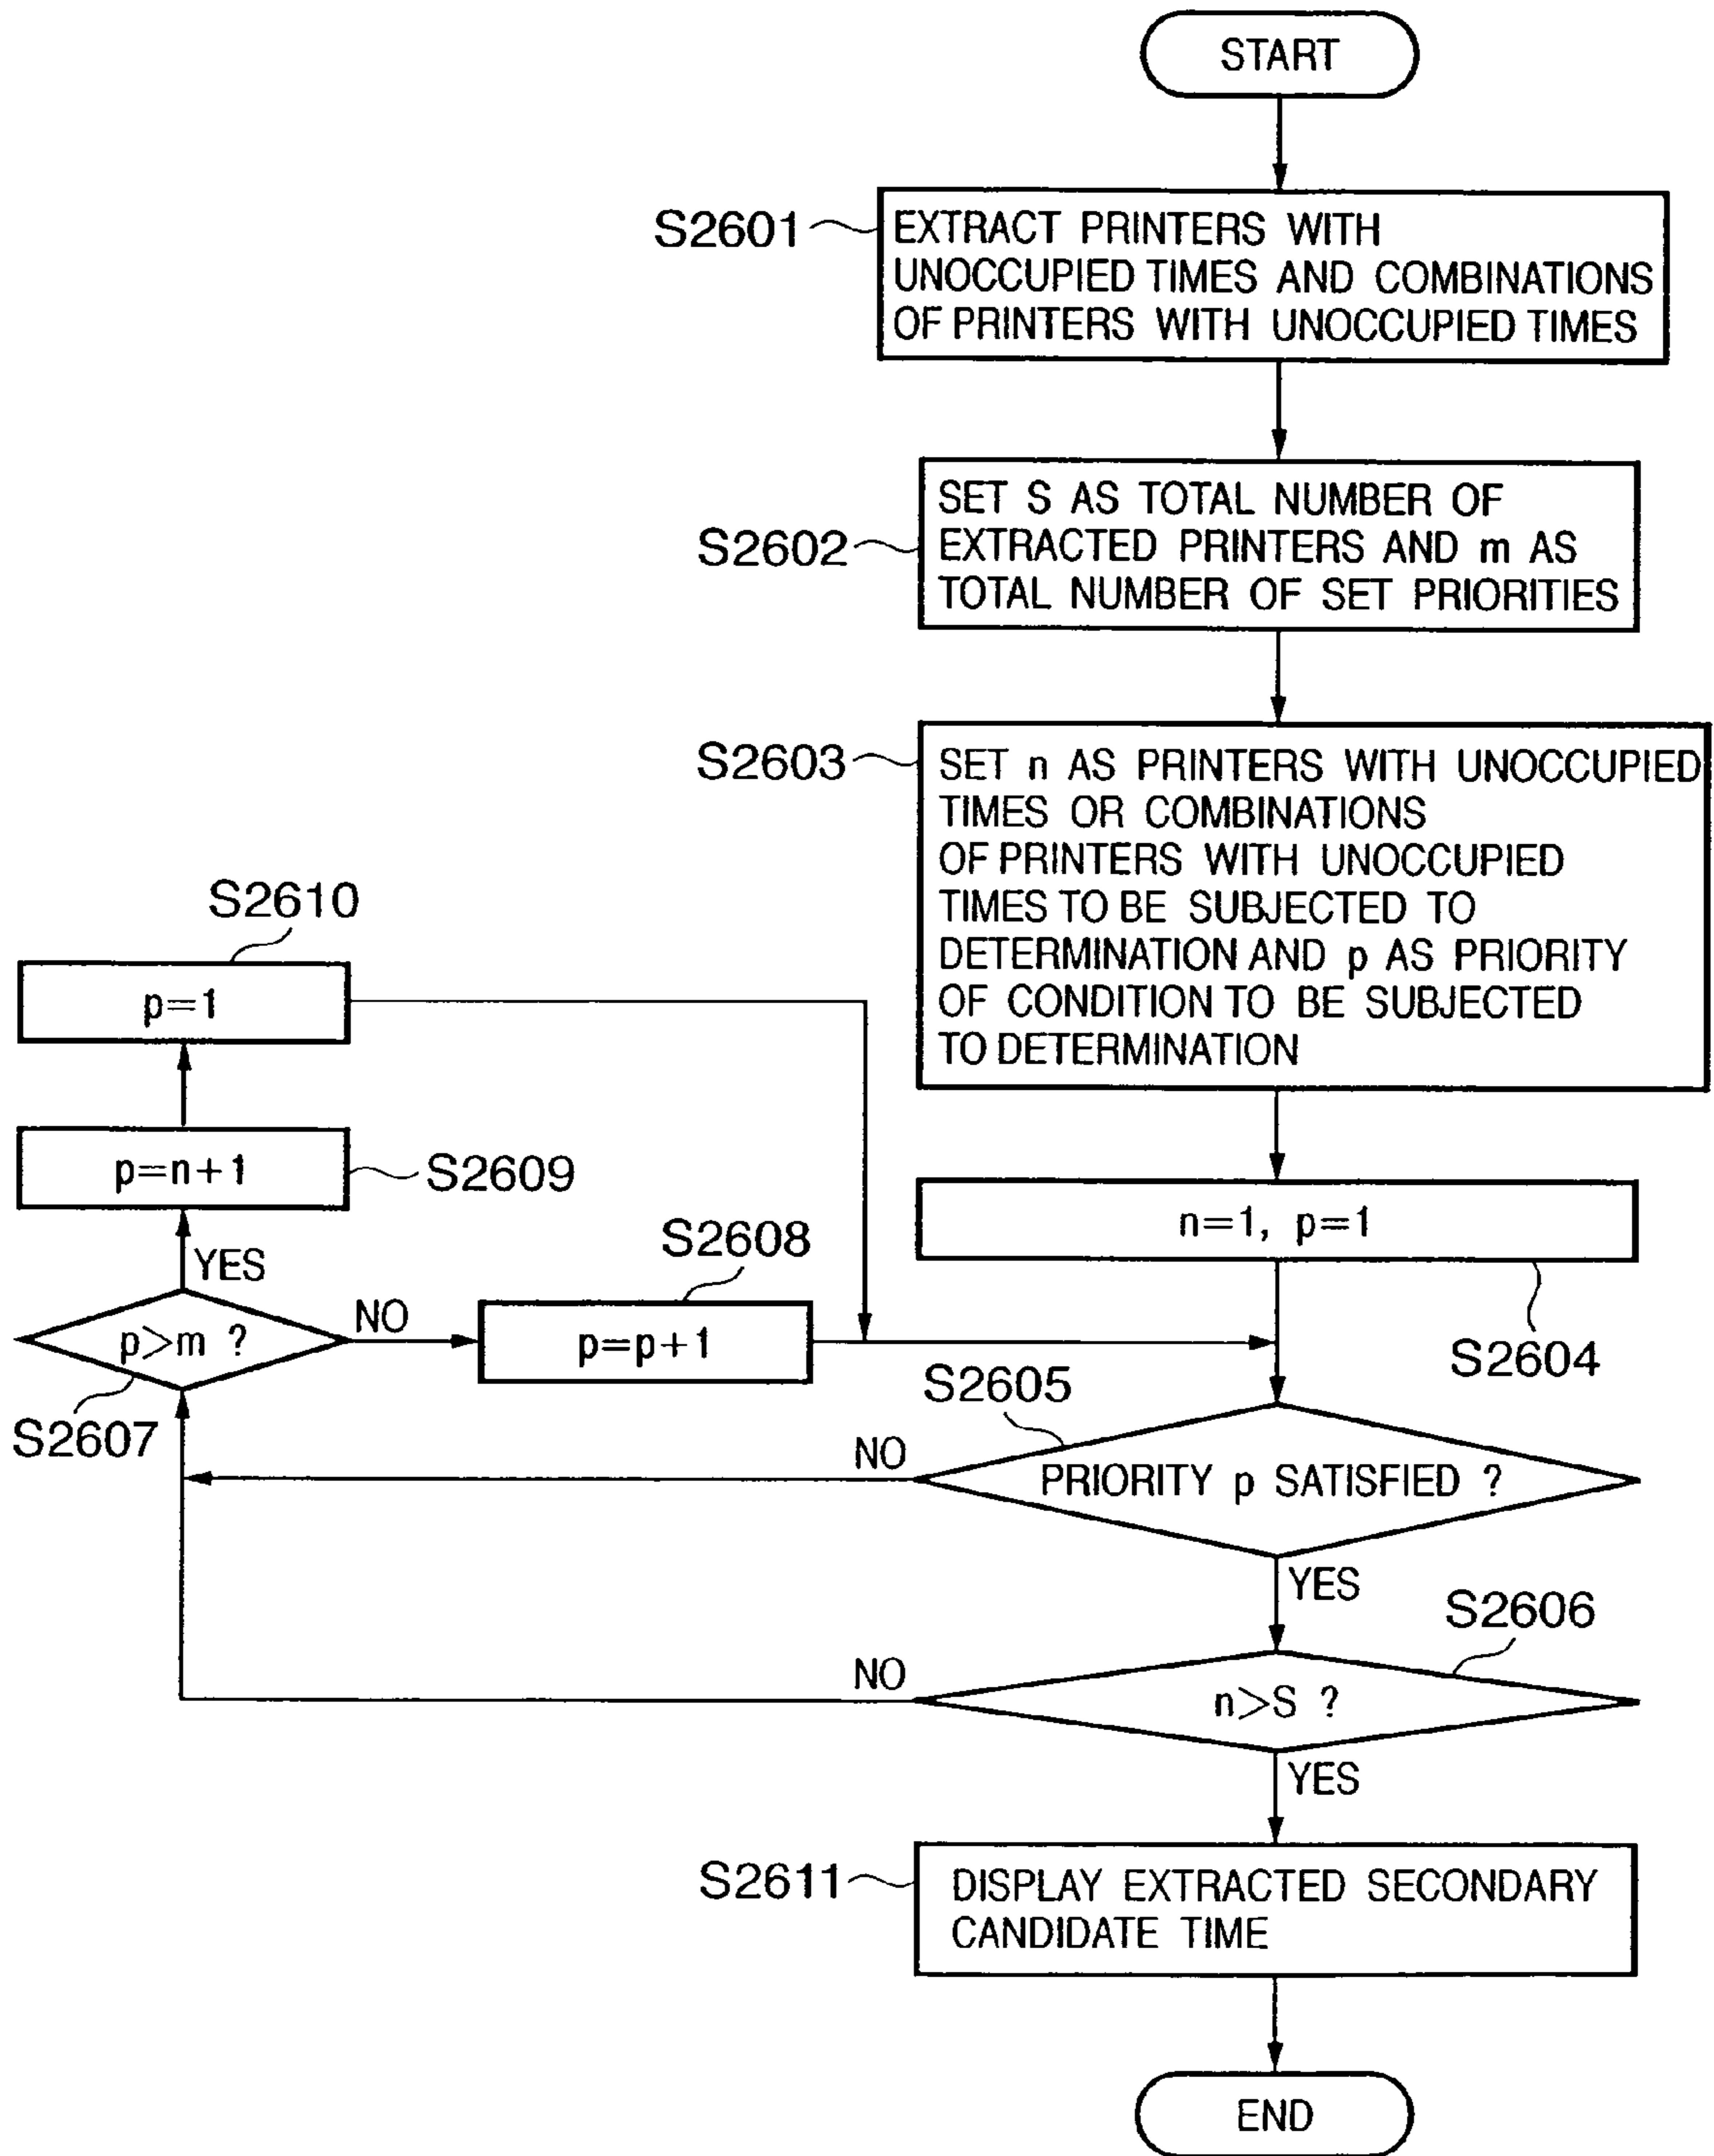 START
S2601
EXTRACT PRINTERS WITH
UNOCCUPIED TIMES AND COMBINATIONS
OF PRINTERS WITH UNOCCUPIED TIMES
S2602
SET S AS TOTAL NUMBER OF
EXTRACTED PRINTERS AND m AS
TOTAL NUMBER OF SET PRIORITIES
S2603
SET n AS PRINTERS WITH UNOCCUPIED
TIMES OR COMBINATIONS
OF PRINTERS WITH UNOCCUPIED
TIMES TO BE SUBJECTED TO
DETERMINATION AND p AS PRIORITY
OF CONDITION TO BE SUBJECTED
TO DETERMINATION
S2610
p=1
p=n+1
S2609
n=1, p=1
S2604
YES
S2608
p>m ?
NO
p=p+1
S2607
S2605
NO
PRIORITY p SATISFIED ?
YES
S2606
NO
n>S ?
YES
S2611
DISPLAY EXTRACTED SECONDARY
CANDIDATE TIME
END